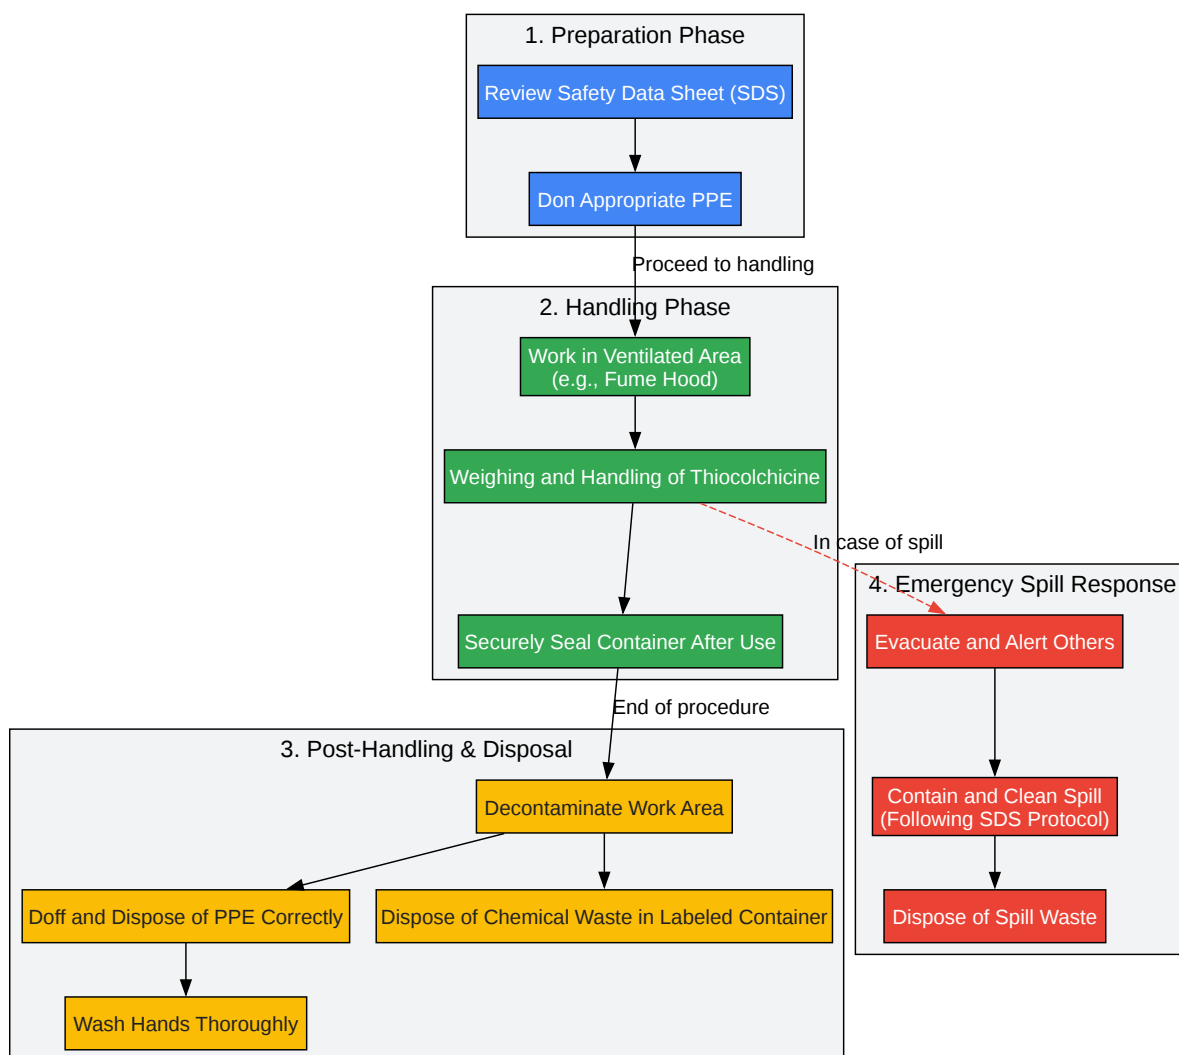 1. Preparation Phase
Review Safety Data Sheet (SDS)
Don Appropriate PPE
Proceed to handling
2. Handling Phase
Work in Ventilated Area
(e.g., Fume Hood)
Weighing and Handling of Thiocolchicine
In case of spill
Securely Seal Container After Use
End of procedure
4. Emergency Spill Response
Evacuate and Alert Others
Contain and Clean Spill
(Following SDS Protocol)
Dispose of Spill Waste
3. Post-Handling & Disposal
Decontaminate Work Area
Doff and Dispose of PPE Correctly
Dispose of Chemical Waste in Labeled Container
Wash Hands Thoroughly